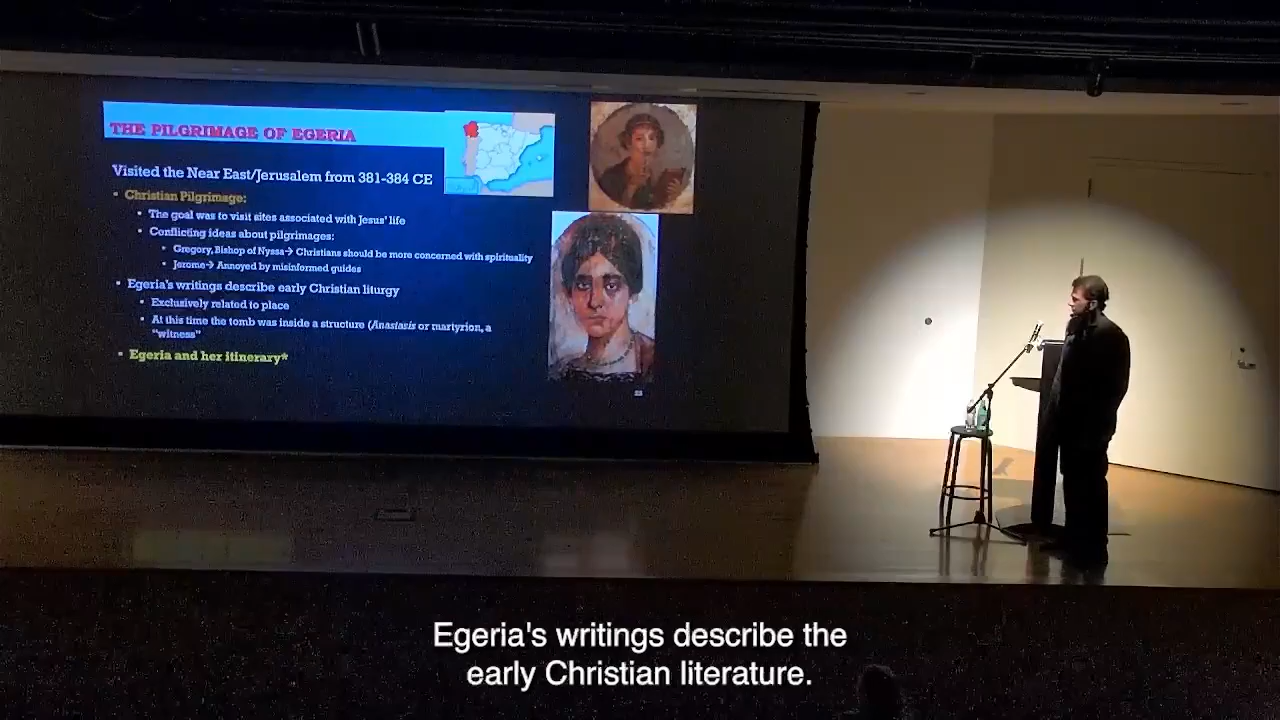 THE PILGRIMAGE OF EGERIA
Visited the Near East/Jerusalem from 381-384 CE
▪ Christian Pilgrimage:
▪ The goal was to visit sites associated with Jesus' life
▪ Conflicting ideas about pilgrimages:
▪ Gregory, Bishop of Nyssa→ Christians should be more concerned with spirituality
▪ Jerome→ Annoyed by misinformed guides
▪ Egeria's writings describe early Christian liturgy
▪ Exclusively related to place
▪ At this time the tomb was inside a structure (Anastasis or martyrion, a
"witness"
▪ Egeria and her itinerary*
Egeria's writings describe the
early Christian literature.